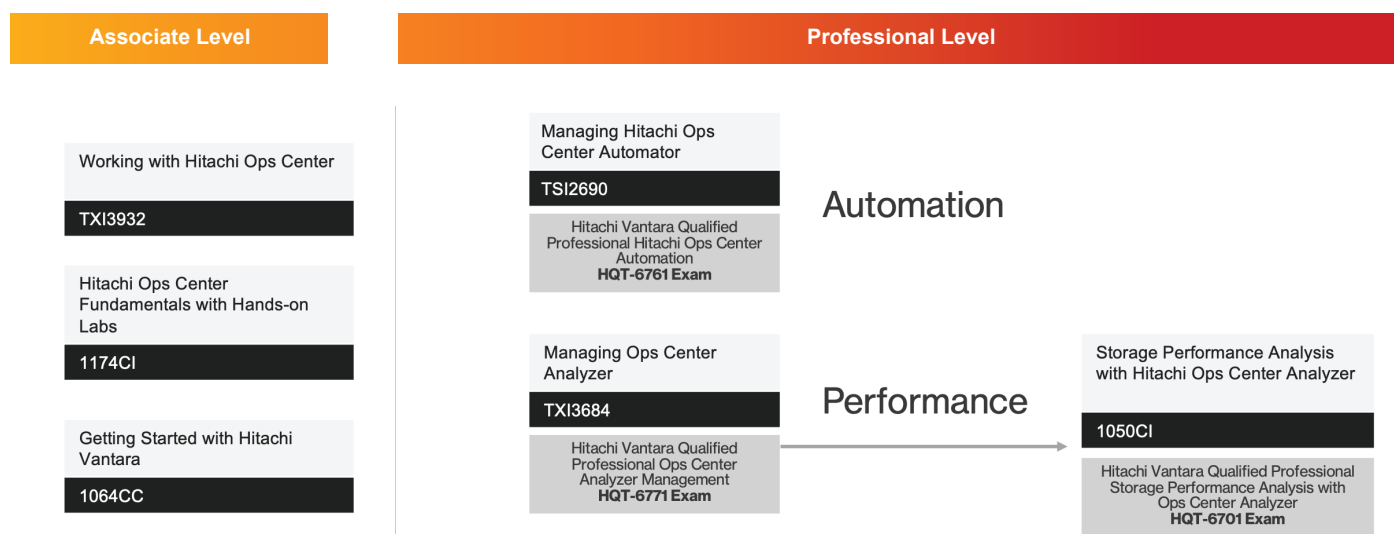 Associate Level
Professional Level
Working with Hitachi Ops Center
TXI3932
Hitachi Ops Center
Fundamentals with Hands-on
Labs
1174CI
Getting Started with Hitachi
Vantara
1064CC
Managing Hitachi Ops
Center Automator
TSI2690
Hitachi Vantara Qualified
Professional Hitachi Ops Center
Automation
HQT-6761 Exam
Automation
Managing Ops Center
Analyzer
TXI3684
Hitachi Vantara Qualified
Professional Ops Center
Analyzer Management
HQT-6771 Exam
Performance
Storage Performance Analysis
with Hitachi Ops Center Analyzer
1050CI
Hitachi Vantara Qualified Professional
Storage Performance Analysis with
Ops Center Analyzer
HQT-6701 Exam